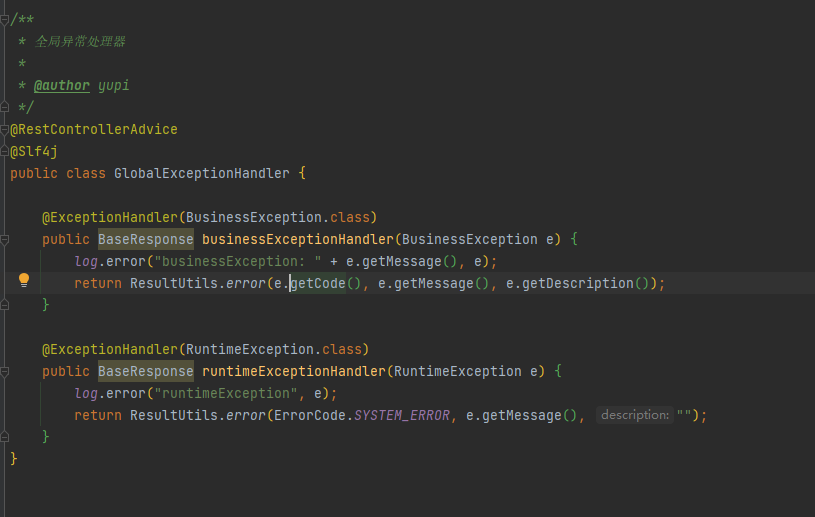 /**
 * 全局异常处理器
 *
 * @author yupi
 */
@RestControllerAdvice
@Slf4j
public class GlobalExceptionHandler {
    @ExceptionHandler(BusinessException.class)
    public BaseResponse businessExceptionHandler(BusinessException e) {
        log.error("businessException: " + e.getMessage(), e);
        return ResultUtils.error(e.getCode(), e.getMessage(), e.getDescription());
    }
    @ExceptionHandler(RuntimeException.class)
    public BaseResponse runtimeExceptionHandler(RuntimeException e) {
        log.error("runtimeException", e);
        return ResultUtils.error(ErrorCode.SYSTEM_ERROR, e.getMessage(), description: "");
    }
}